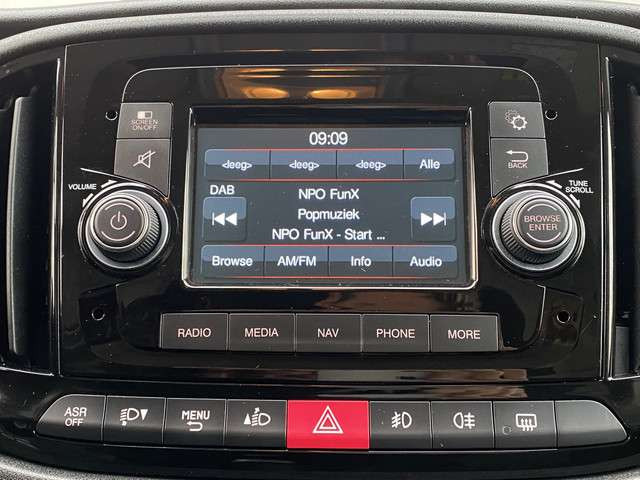 SCREEN
ON/OFF
09:09
<leeg> <leeg> <leeg> Alle
BACK
VOLUME
TUNE
SCROLL
DAB
NPO FunX
Popmuziek
NPO FunX - Start ...
BROWSE
ENTER
Browse AM/FM Info Audio
RADIO MEDIA NAV PHONE MORE
ASR
OFF
MENU